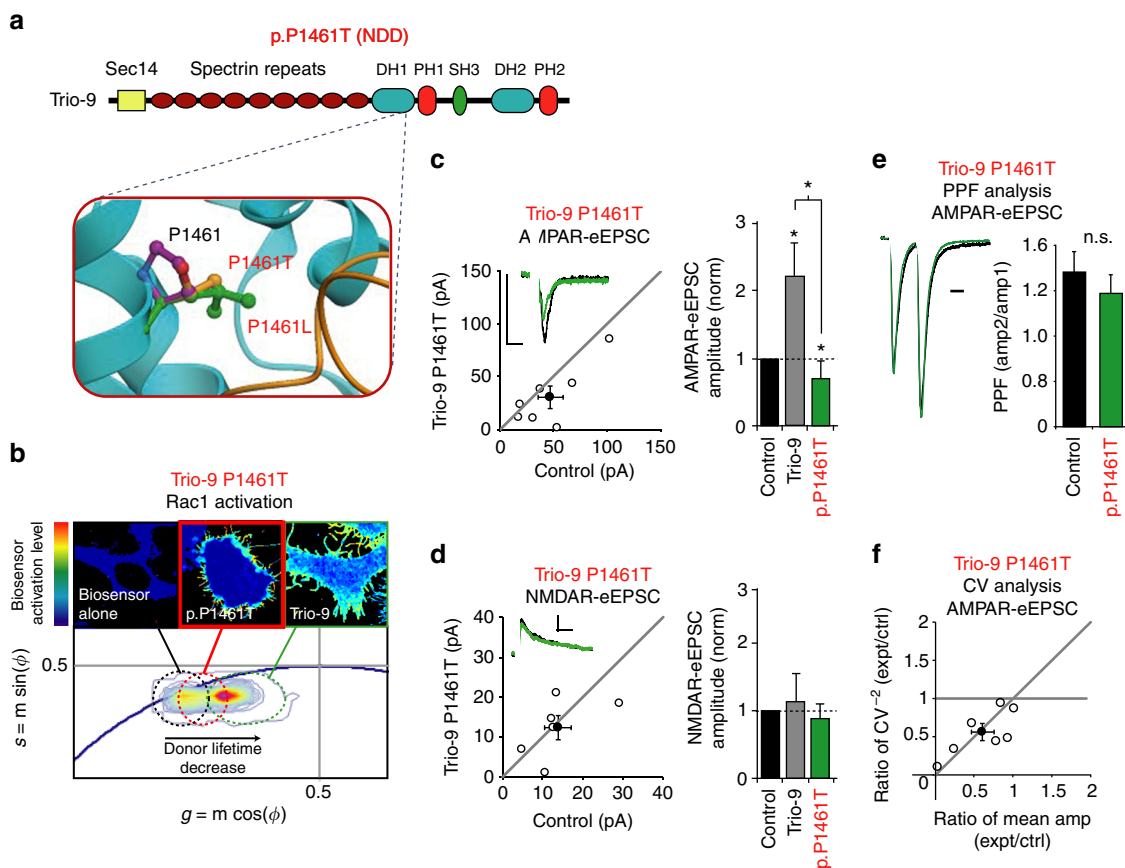 a
p.P1461T (NDD)
Sec14
Spectrin repeats
DH1 PH1 SH3 DH2 PH2
Trio-9
P1461
P1461T
P1461L
b
Trio-9 P1461T
Rac1 activation
Biosensor
activation level
Biosensor
alone
p.P1461T
Trio-9
s = m sin(ϕ)
0.5
Donor lifetime
decrease
0.5
g = m cos(ϕ)
c
Trio-9 P1461T
AMPAR-eEPSC
Trio-9 P1461T (pA)
150
100
50
0
0 50 100 150
Control (pA)
AMPAR-eEPSC
amplitude (norm)
3
2
1
0
*
*
*
Control
Trio-9
p.P1461T
d
Trio-9 P1461T
NMDAR-eEPSC
Trio-9 P1461T (pA)
40
30
20
10
0
0 10 20 30 40
Control (pA)
NMDAR-eEPSC
amplitude (norm)
3
2
1
0
Control
Trio-9
p.P1461T
e
Trio-9 P1461T
PPF analysis
AMPAR-eEPSC
n.s.
PPF (amp2/amp1)
1.6
1.2
0.8
0
Control
p.P1461T
f
Trio-9 P1461T
CV analysis
AMPAR-eEPSC
Ratio of CV⁻² (expt/ctrl)
2
1.5
1
0.5
0
0 0.5 1 1.5 2
Ratio of mean amp
(expt/ctrl)